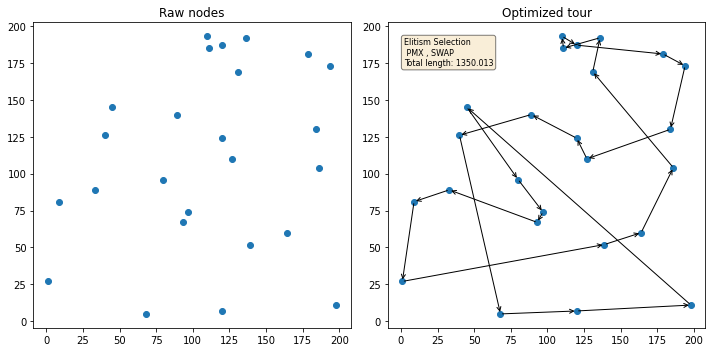 Raw nodes
Optimized tour
200
175
150
125
100
75
50
25
0
0 25 50 75 100 125 150 175 200
200
175
150
125
100
75
50
25
0
0 25 50 75 100 125 150 175 200
Elitism Selection
PMX , SWAP
Total length: 1350.013